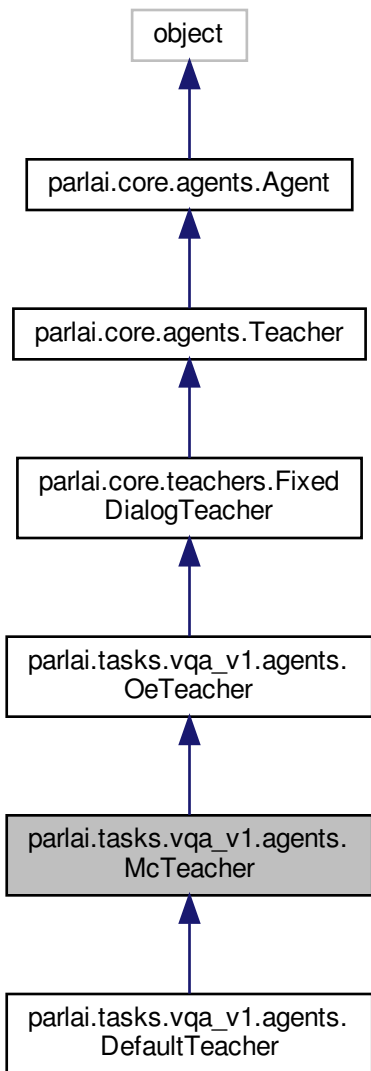 object
parlai.core.agents.Agent
parlai.core.agents.Teacher
parlai.core.teachers.Fixed
DialogTeacher
parlai.tasks.vqa_v1.agents.
OeTeacher
parlai.tasks.vqa_v1.agents.
McTeacher
parlai.tasks.vqa_v1.agents.
DefaultTeacher